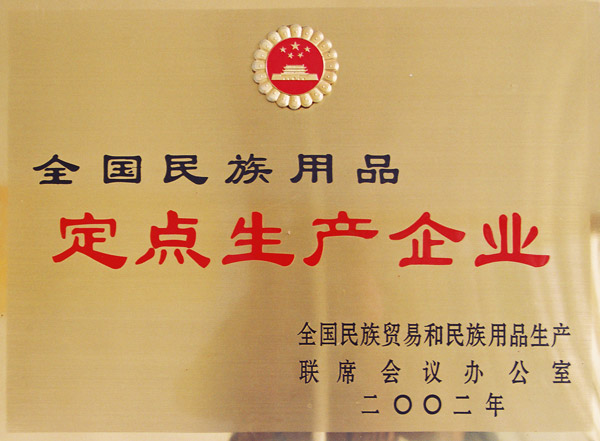 全国民族用品
定点生产企业
全国民族贸易和民族用品生产
联席会议办公室
二〇〇二年